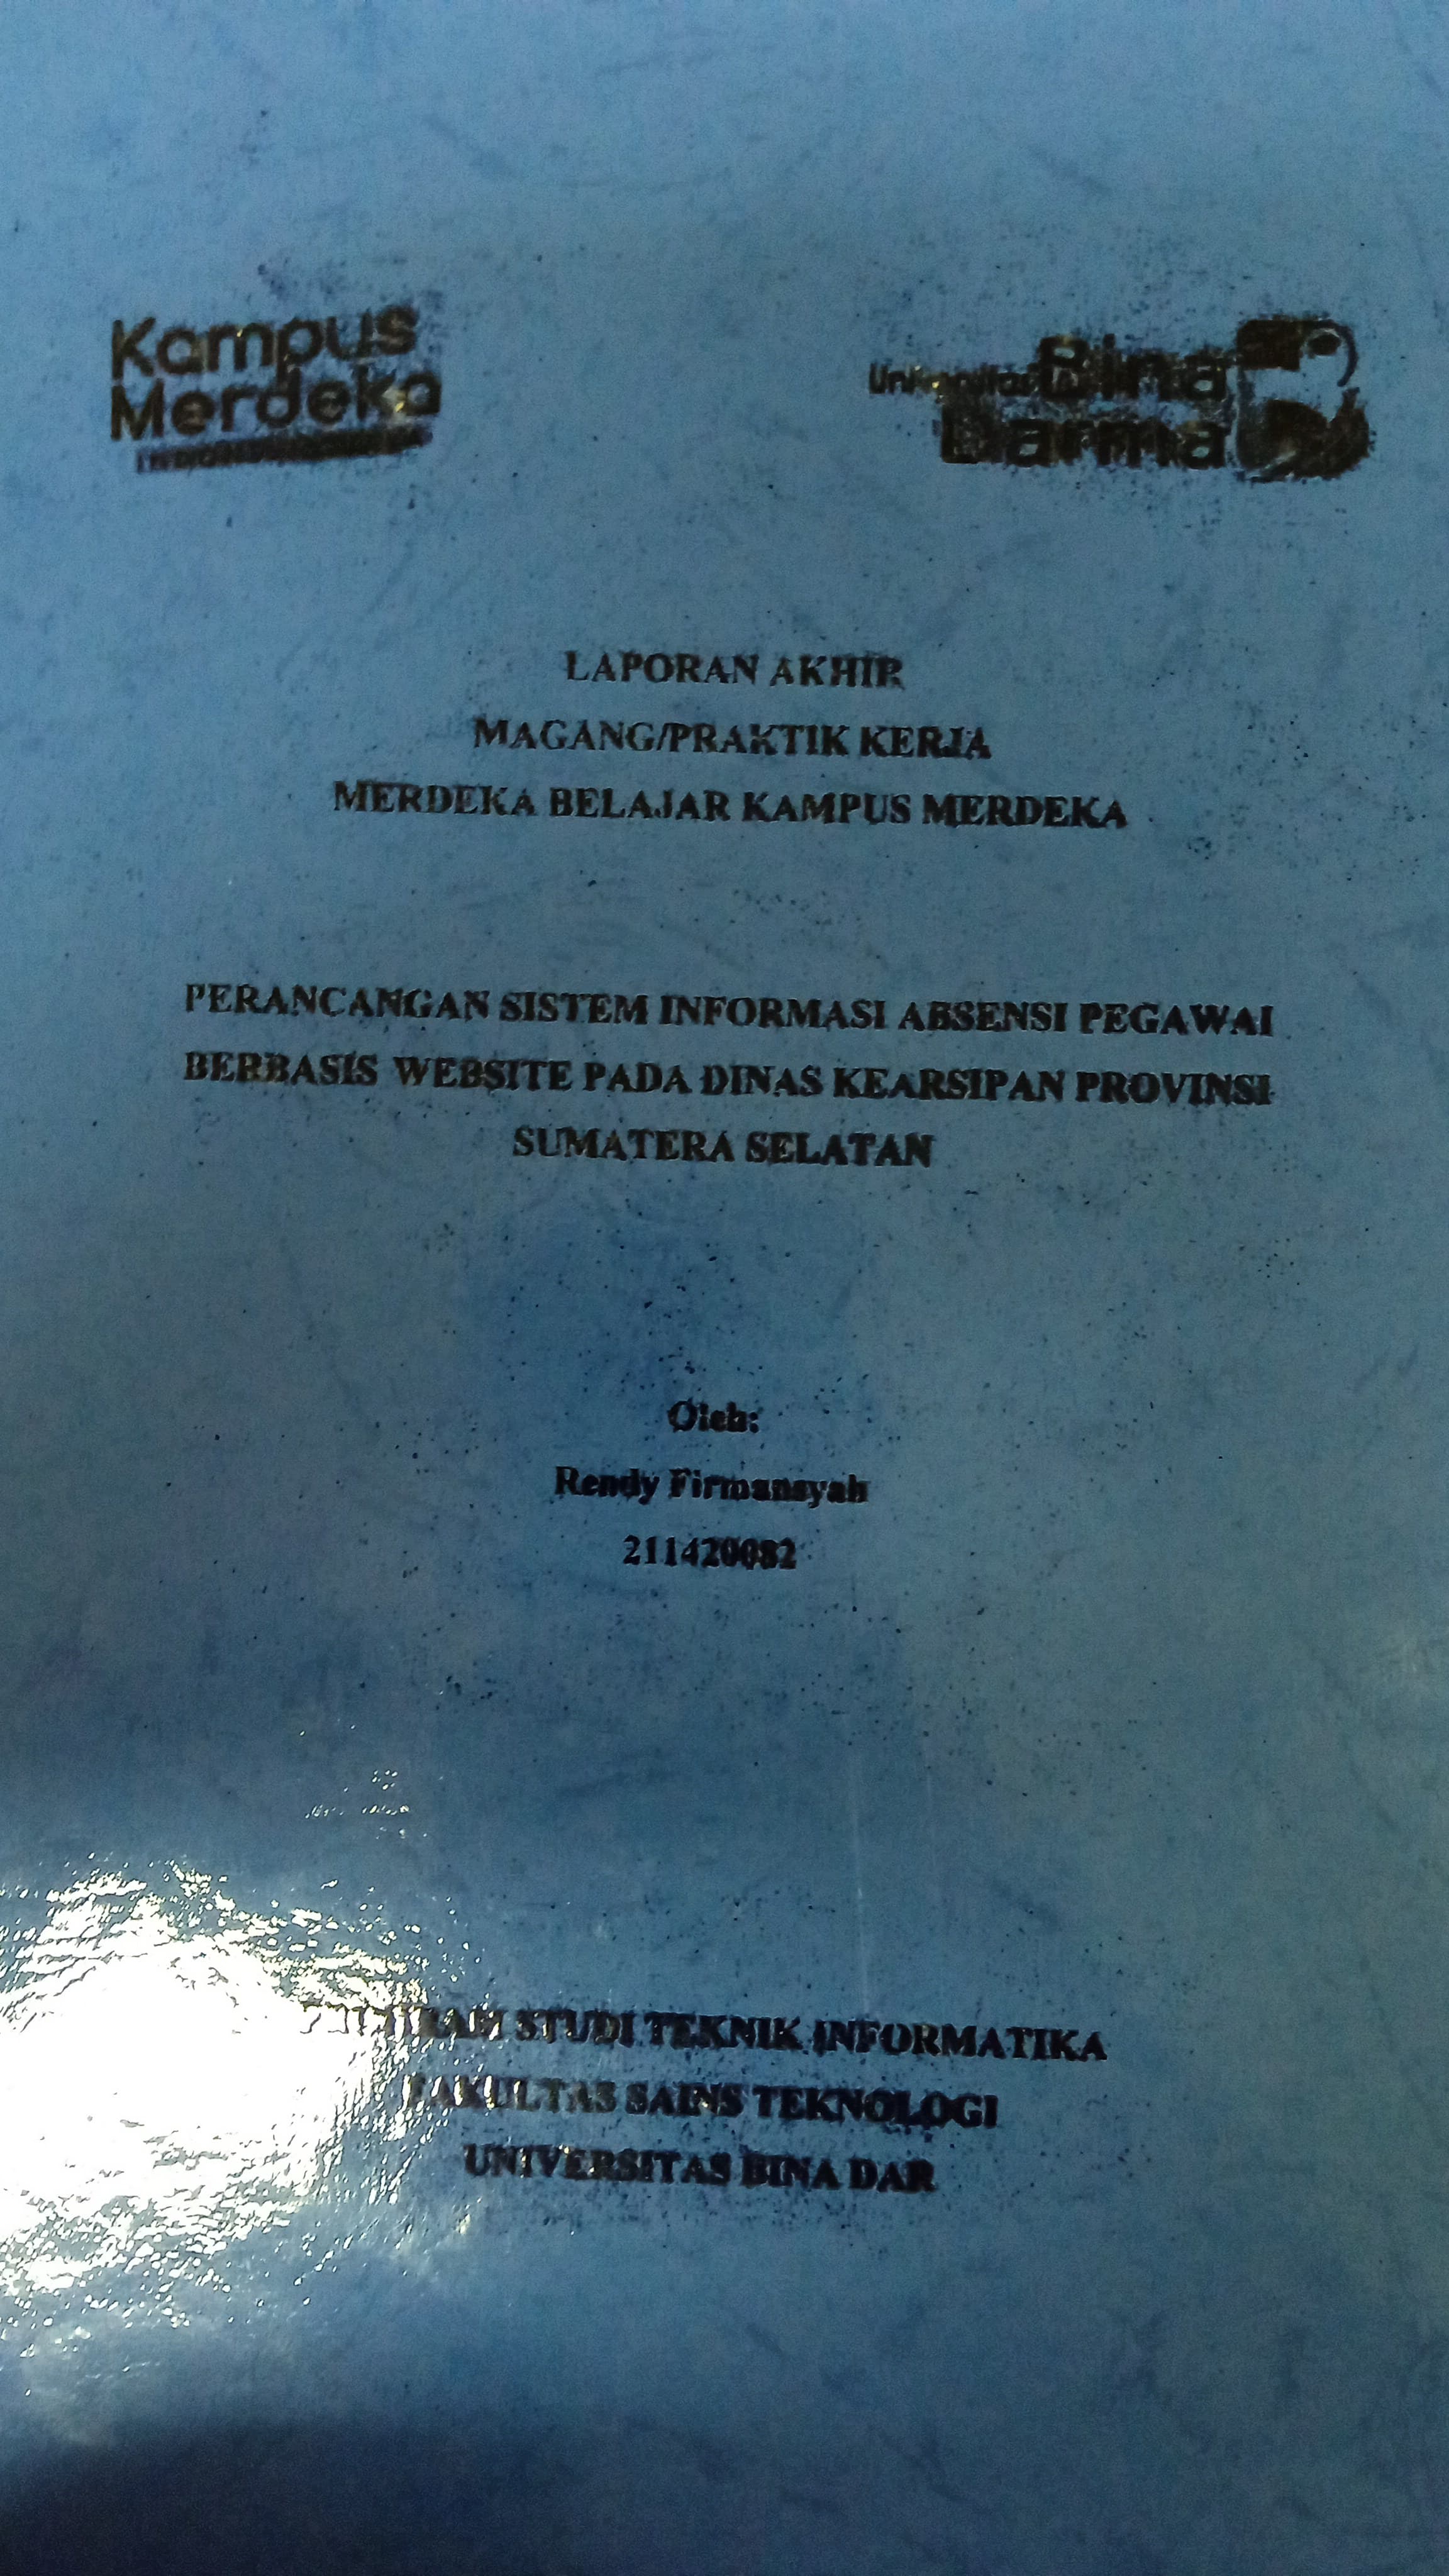 Kampus
Merdeka
Universitas Bina
Darma
LAPORAN AKHIR
MAGANG/PRAKTIK KERJA
MERDEKA BELAJAR KAMPUS MERDEKA
PERANCANGAN SISTEM INFORMASI ABSENSI PEGAWAI
BERBASIS WEBSITE PADA DINAS KEARSIPAN PROVINSI
SUMATERA SELATAN
Oleh:
Rendy Firmansyah
211420082
STUDI TEKNIK INFORMATIKA
FAKULTAS SAINS TEKNOLOGI
UNIVERSITAS BINA DAR